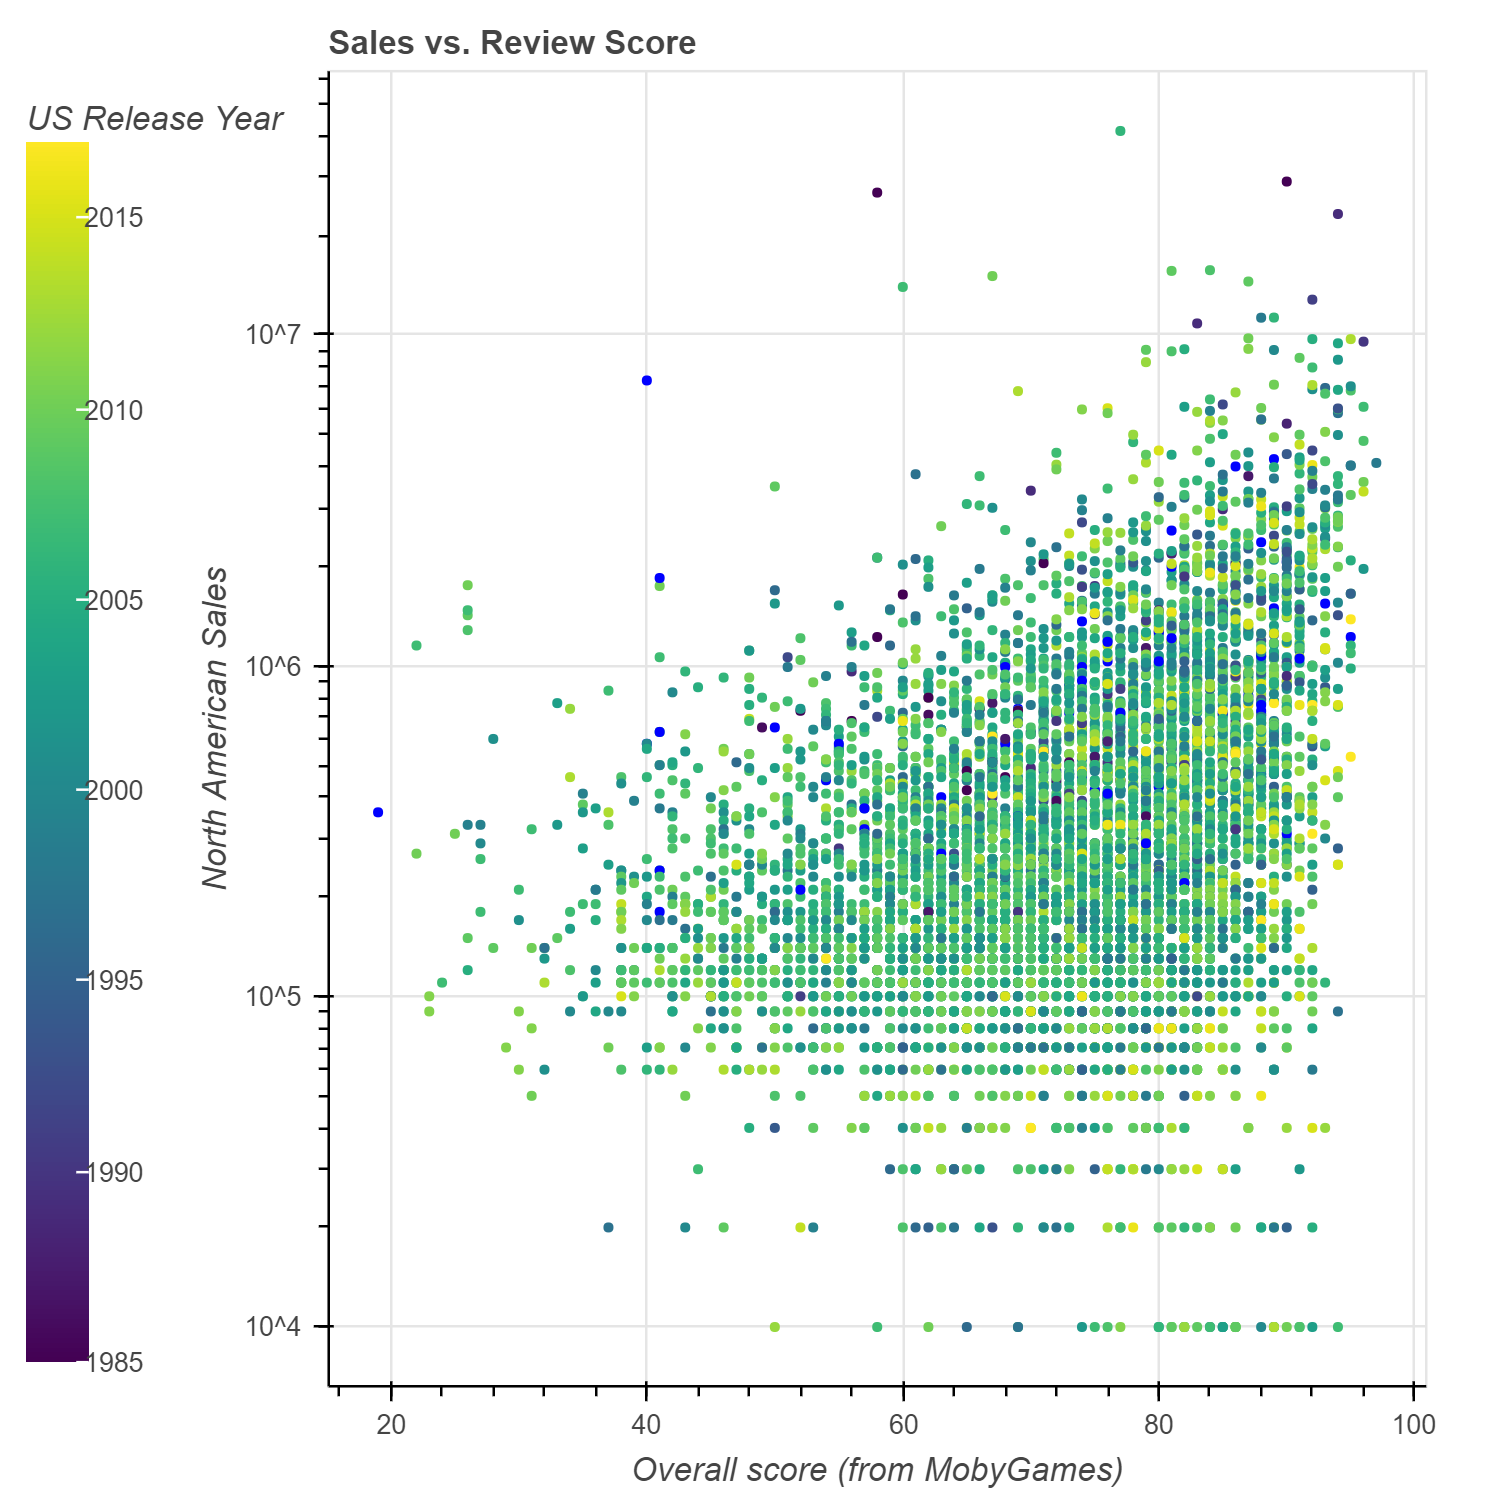 Sales vs. Review Score
US Release Year
2015
2010
2005
2000
1995
1990
1985
North American Sales
10^7
10^6
10^5
10^4
20 40 60 80 100
Overall score (from MobyGames)